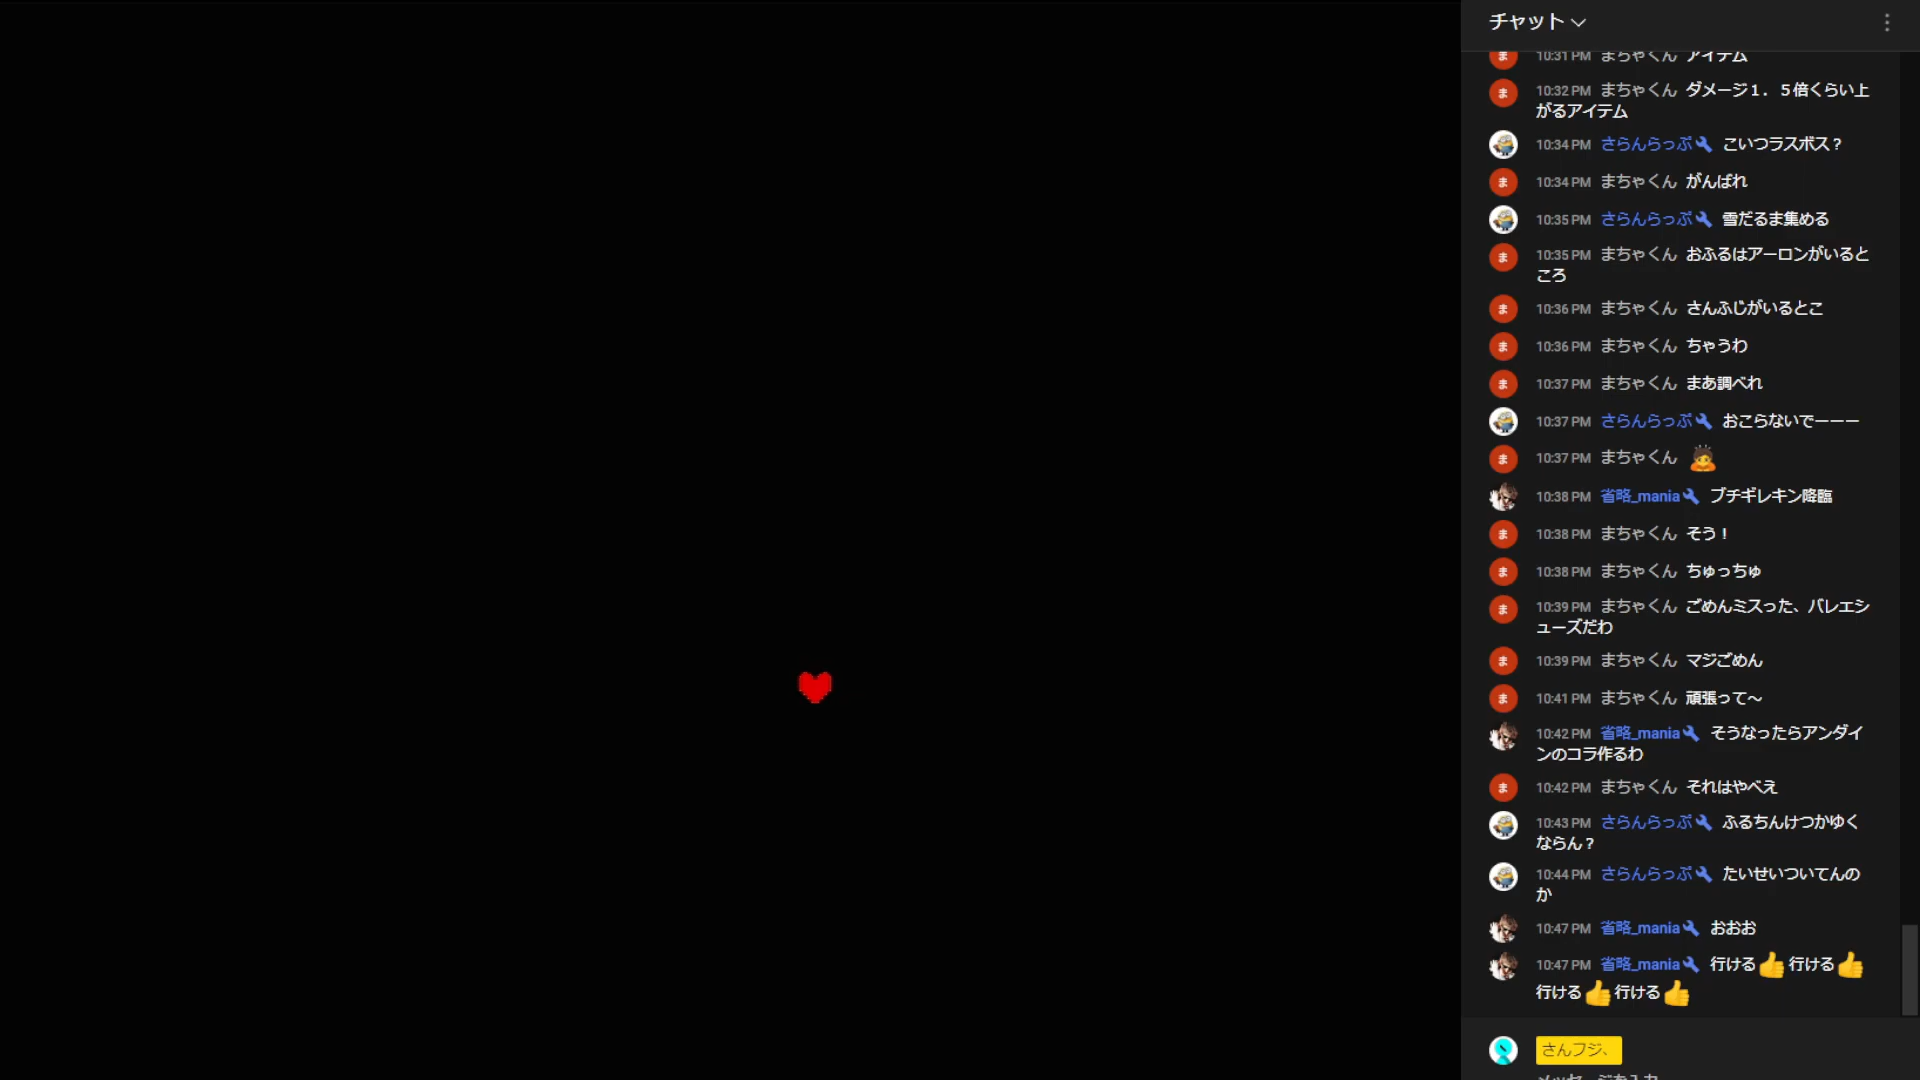 チャット
10:31 PM まちゃくん アイテム
10:32 PM まちゃくん ダメージ１．５倍くらい上
がるアイテム
10:34 PM さらんらっぷ こいつラスボス？
10:34 PM まちゃくん がんばれ
10:35 PM さらんらっぷ 雪だるま集める
10:35 PM まちゃくん おふるはアーロンがいると
ころ
10:36 PM まちゃくん さんふじがいるとこ
10:36 PM まちゃくん ちゃうわ
10:37 PM まちゃくん まあ調べれ
10:37 PM さらんらっぷ おこらないでーーー
10:37 PM まちゃくん 🙇
10:38 PM 省略_mania ブチギレキン降臨
10:38 PM まちゃくん そう！
10:38 PM まちゃくん ちゅっちゅ
10:39 PM まちゃくん ごめんミスった、バレエシ
ューズだわ
10:39 PM まちゃくん マジごめん
10:41 PM まちゃくん 頑張って〜
10:42 PM 省略_mania そうなったらアンダイ
ンのコラ作るわ
10:42 PM まちゃくん それはやべえ
10:43 PM さらんらっぷ ふるちんけつかゆく
ならん？
10:44 PM さらんらっぷ たいせいついてんの
か
10:47 PM 省略_mania おおお
10:47 PM 省略_mania 行ける👍行ける👍
行ける👍行ける👍
さんフジ、